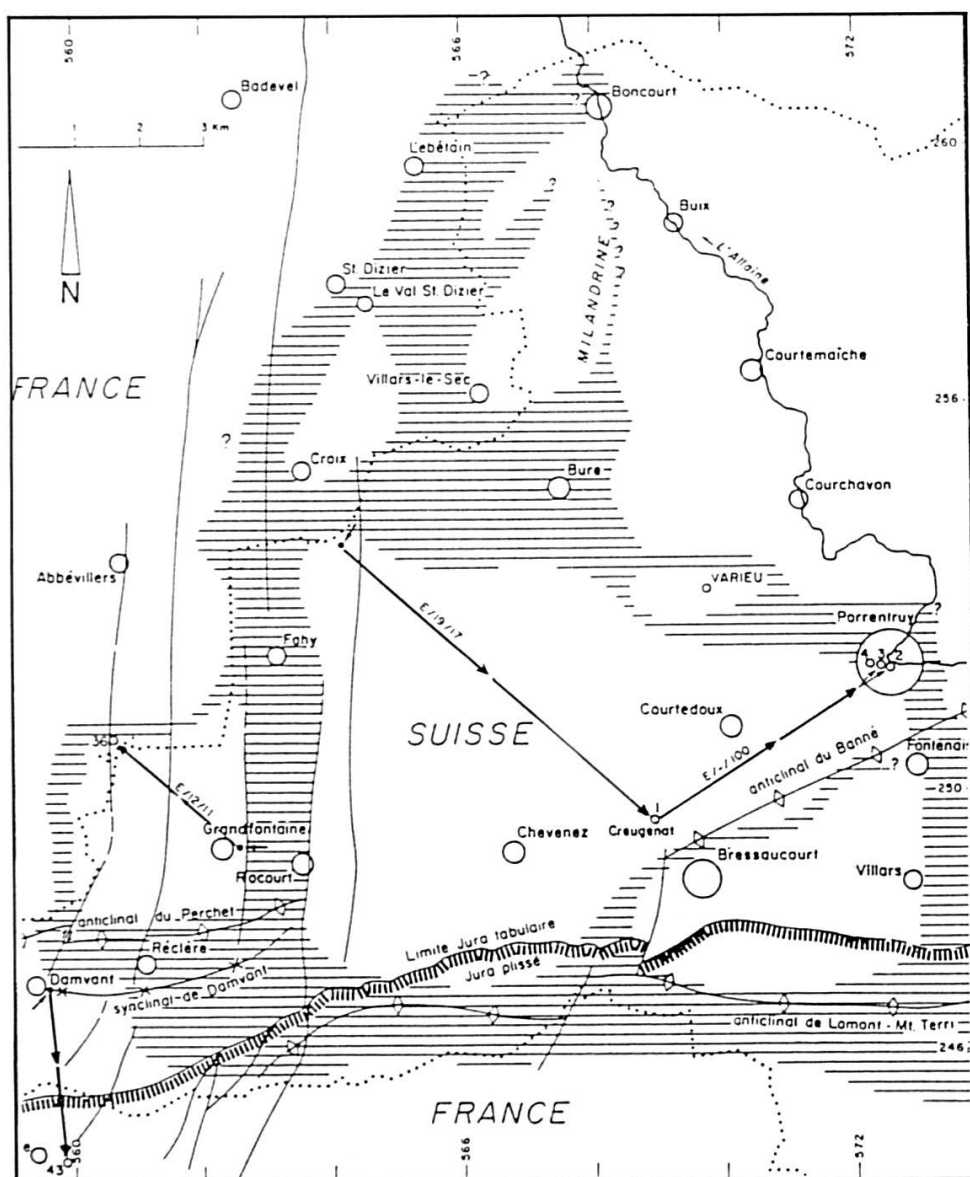 560
566
572
Badevel
?
?
Boncourt
1 2 3 Km
260
Lebétain
?
?
Buix
L'Allaine
N
St. Dizier
Le Val St. Dizier
MILANDRINE
Courtemaîche
FRANCE
Villars-le-Sec
256
?
Croix
Bure
Courchavon
Abbévillers
VARIEU
?
Porrentruy
E/19/17
4 3 2
Fahy
Courtedoux
SUISSE
36
E/-/100
anticlinal du Banné
Fontenais
?
E/12/11
250
1
Creugenat
Grandfontaine
Chevenez
Rocourt
Bressaucourt
Villars
anticlinal du Perchet
Réclère
Limite Jura tabulaire
Jura plissé
Damvant
synclinal de Damvant
anticlinal de Lomont - Mt. Terri
246
FRANCE
e
43
560
566
572